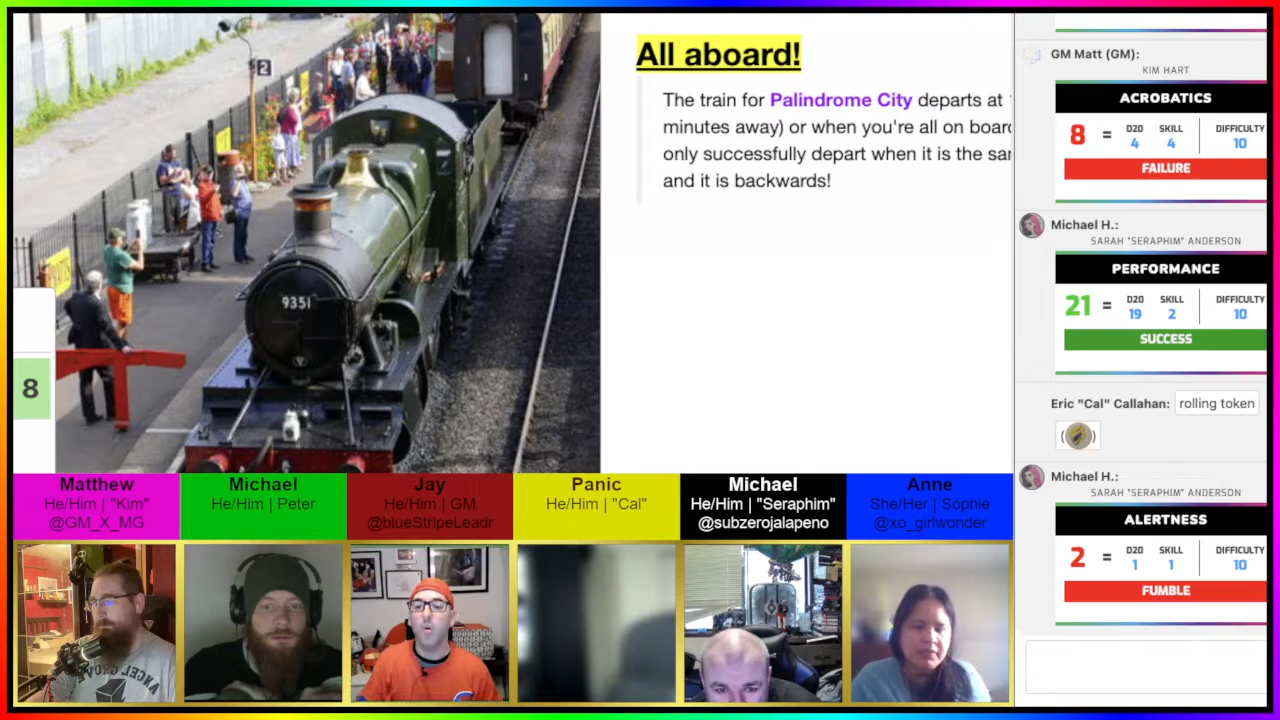 2
9351
8
All aboard!
The train for Palindrome City departs at
minutes away) or when you're all on board
only successfully depart when it is the
and it is backwards!
GM Matt (GM):
KIM HART
ACROBATICS
8 = D20 4 SKILL 4 DIFFICULTY 10
FAILURE
Michael H.:
SARAH "SERAPHIM" ANDERSON
PERFORMANCE
21 = D20 19 SKILL 2 DIFFICULTY 10
SUCCESS
Eric "Cal" Callahan: rolling token
Michael H.:
SARAH "SERAPHIM" ANDERSON
ALERTNESS
2 = D20 1 SKILL 1 DIFFICULTY 10
FUMBLE
Matthew
He/Him | "Kim"
@GM_X_MG
Michael
He/Him | Peter
Jay
He/Him | GM
@blueStripeLeadr
Panic
He/Him | "Cal"
Michael
He/Him | "Seraphim"
@subzerojalapeno
Anne
She/Her | Sophie
@xo_girlwonder
ANGEL GROVE